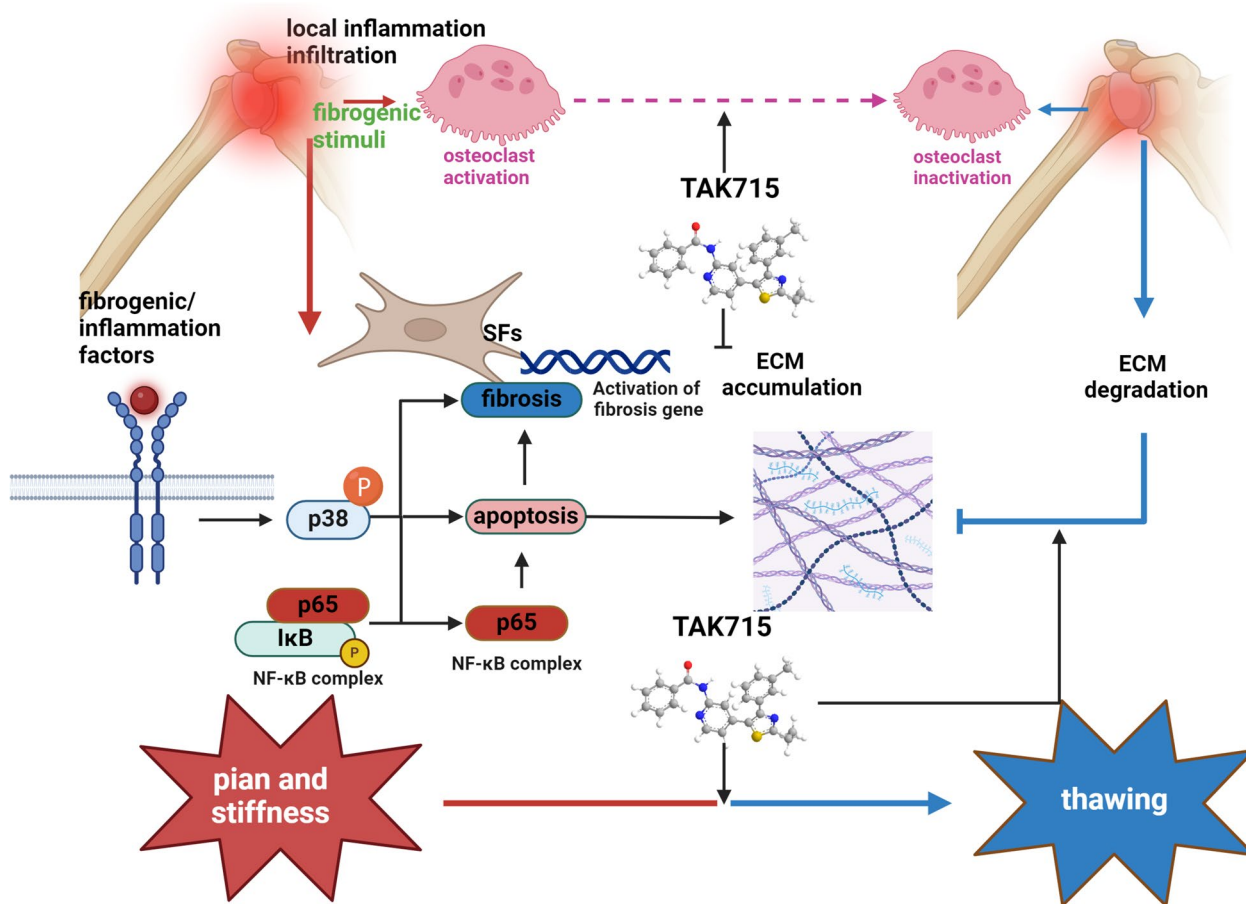 local inflammation
infiltration
fibrogenic
stimuli
osteoclast
activation
osteoclast
inactivation
TAK715
fibrogenic/
inflammation
factors
SFs
Activation of
fibrosis gene
fibrosis
ECM
accumulation
ECM
degradation
P
p38
apoptosis
p65
IκB
P
NF-κB complex
p65
NF-κB complex
TAK715
pian and
stiffness
thawing